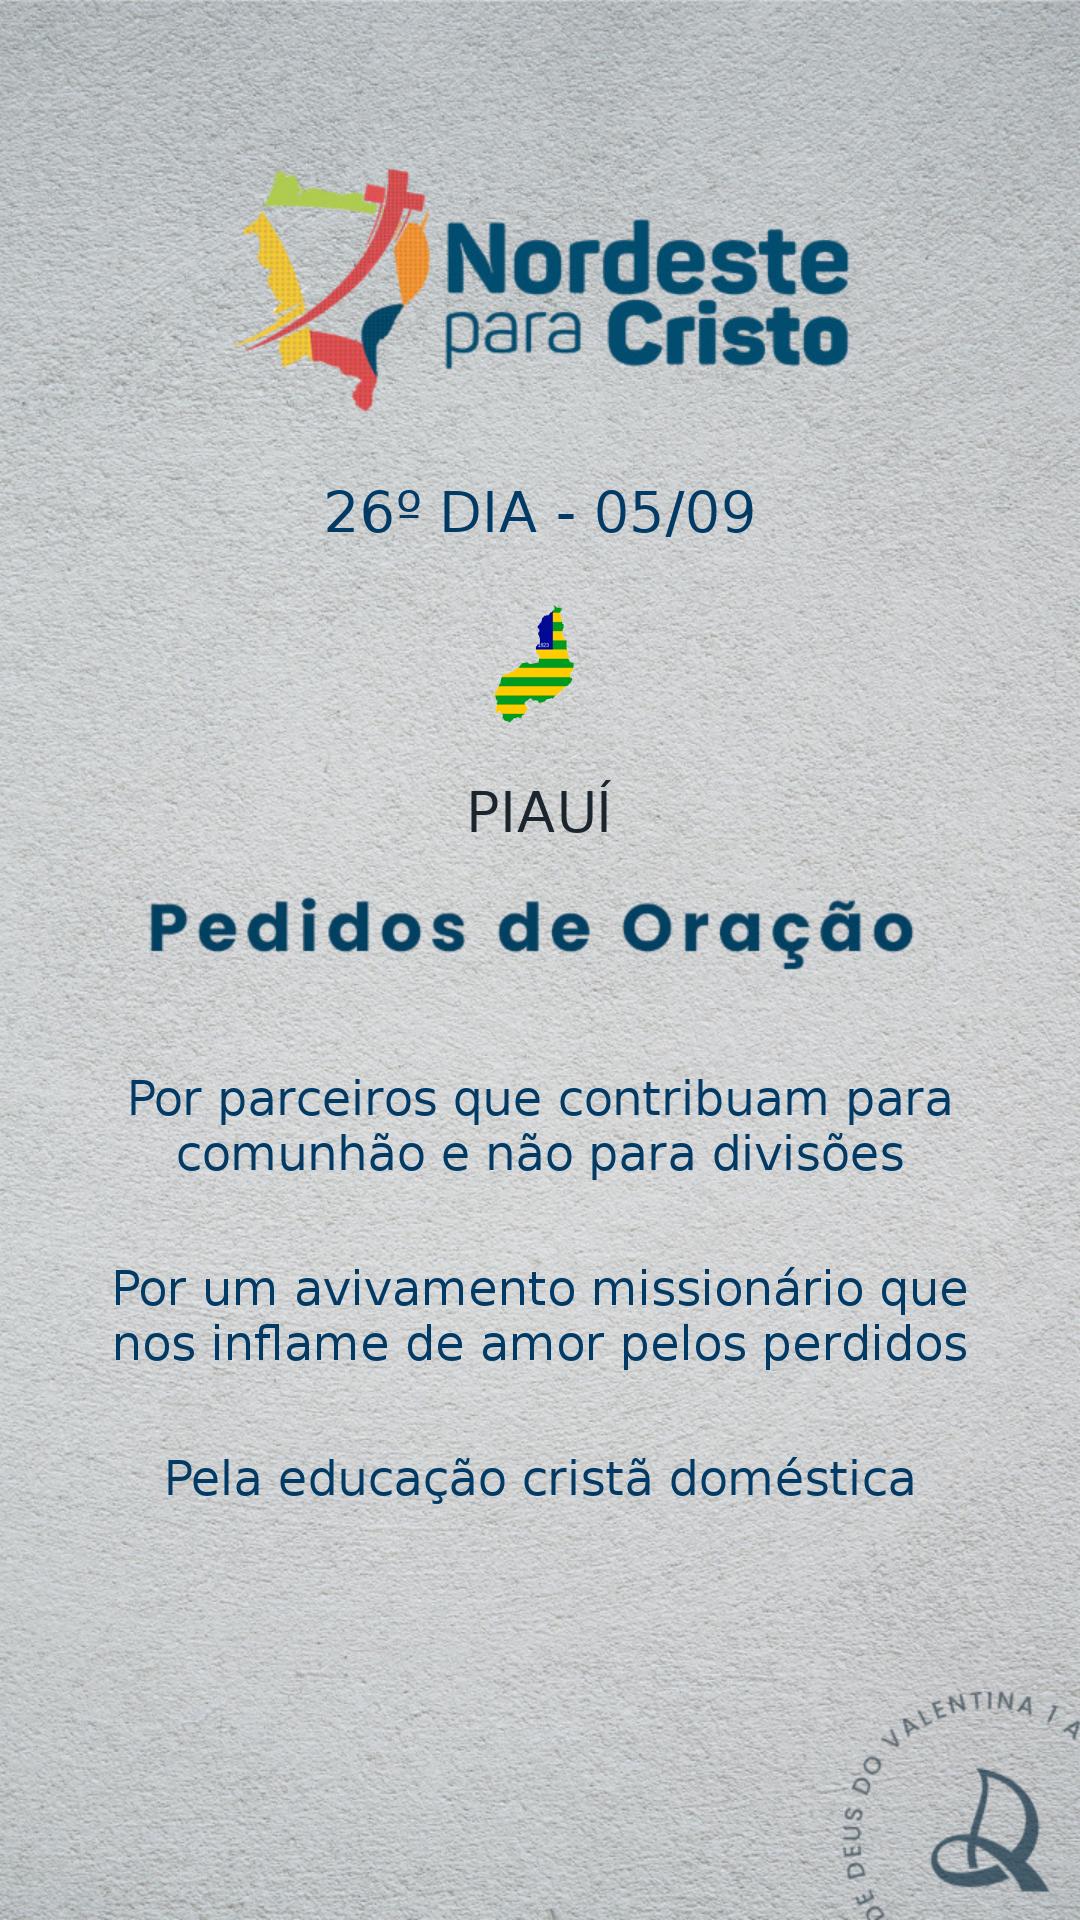 Nordeste
para Cristo
26º DIA - 05/09
1823
PIAUÍ
Pedidos de Oração
Por parceiros que contribuam para
comunhão e não para divisões
Por um avivamento missionário que
nos inflame de amor pelos perdidos
Pela educação cristã doméstica
DE DEUS DO VALENTINA